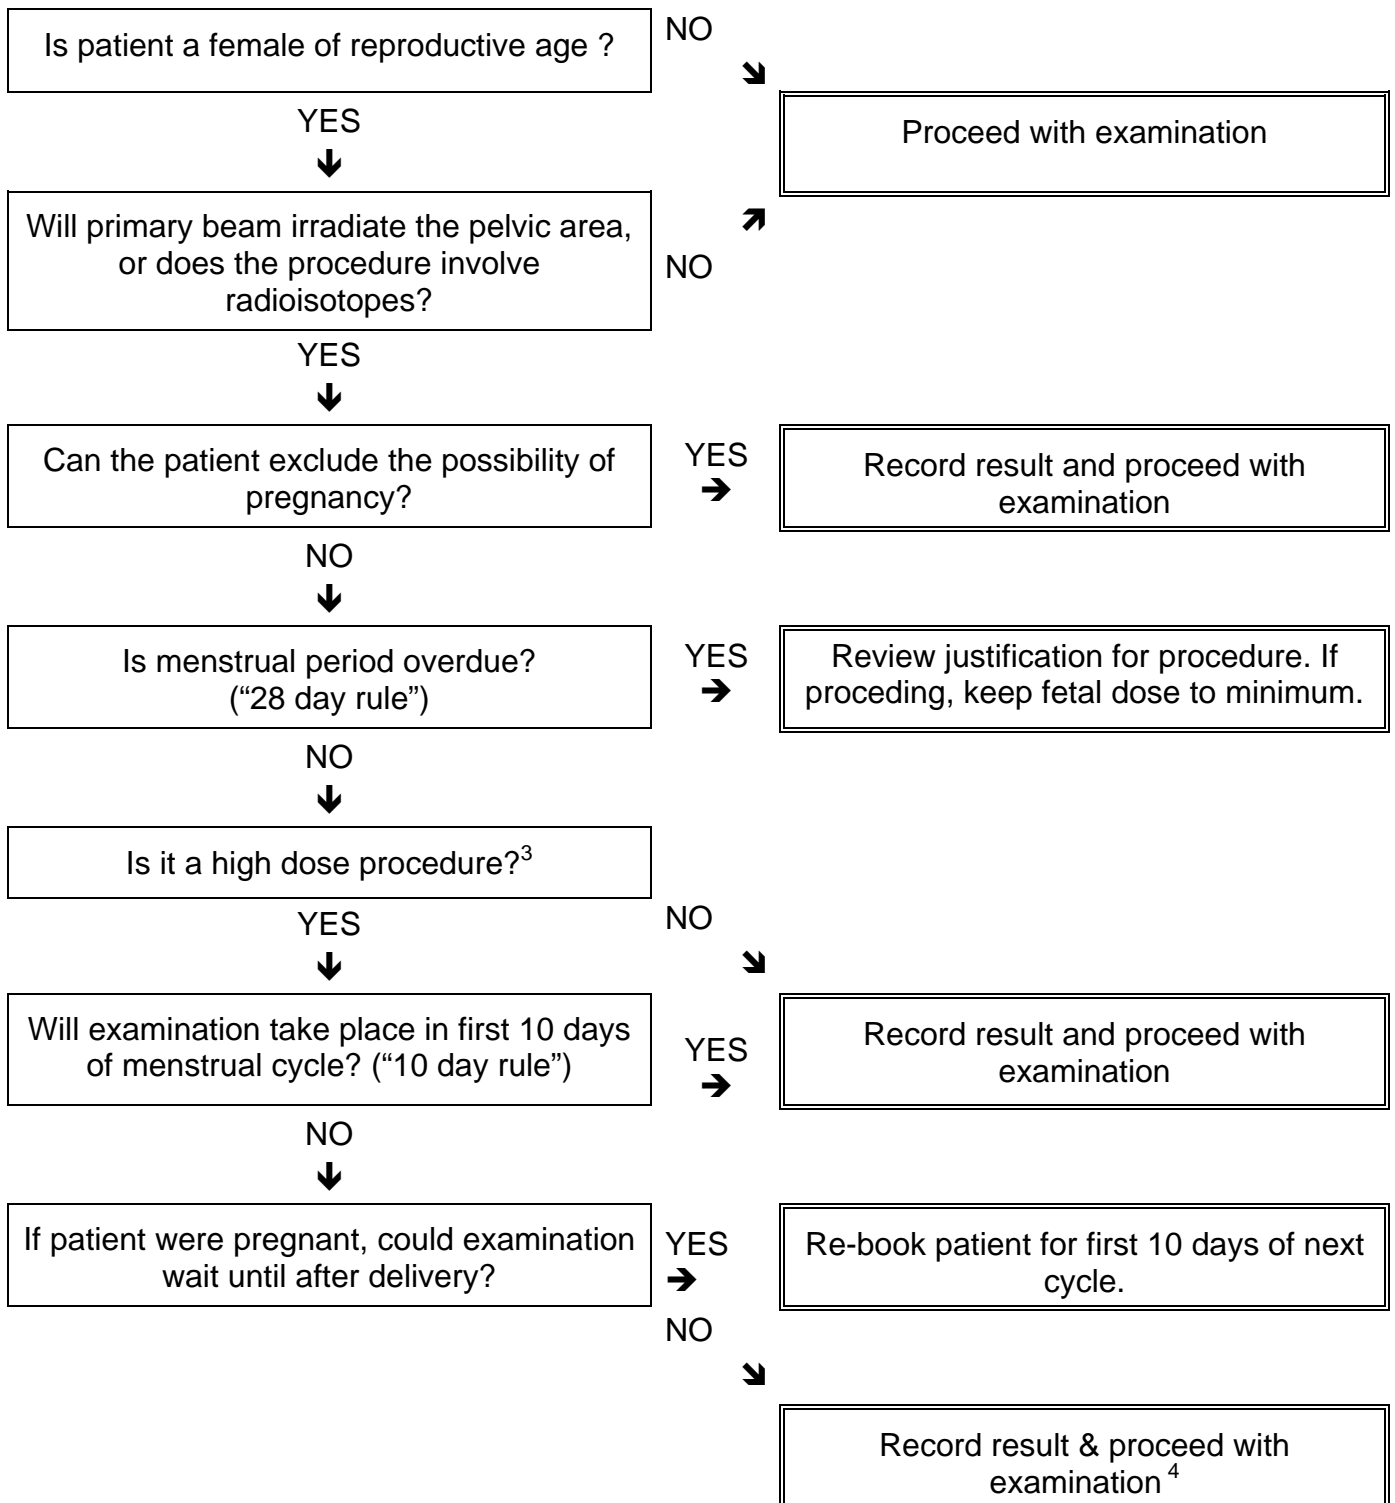 Is patient a female of reproductive age ?
NO
YES
Proceed with examination
Will primary beam irradiate the pelvic area,
or does the procedure involve
radioisotopes?
NO
YES
Can the patient exclude the possibility of
pregnancy?
YES
Record result and proceed with
examination
NO
Is menstrual period overdue?
(“28 day rule”)
YES
Review justification for procedure. If
proceding, keep fetal dose to minimum.
NO
Is it a high dose procedure?3
YES
NO
Will examination take place in first 10 days
of menstrual cycle? (“10 day rule”)
YES
Record result and proceed with
examination
NO
If patient were pregnant, could examination
wait until after delivery?
YES
Re-book patient for first 10 days of next
cycle.
NO
Record result & proceed with
examination 4